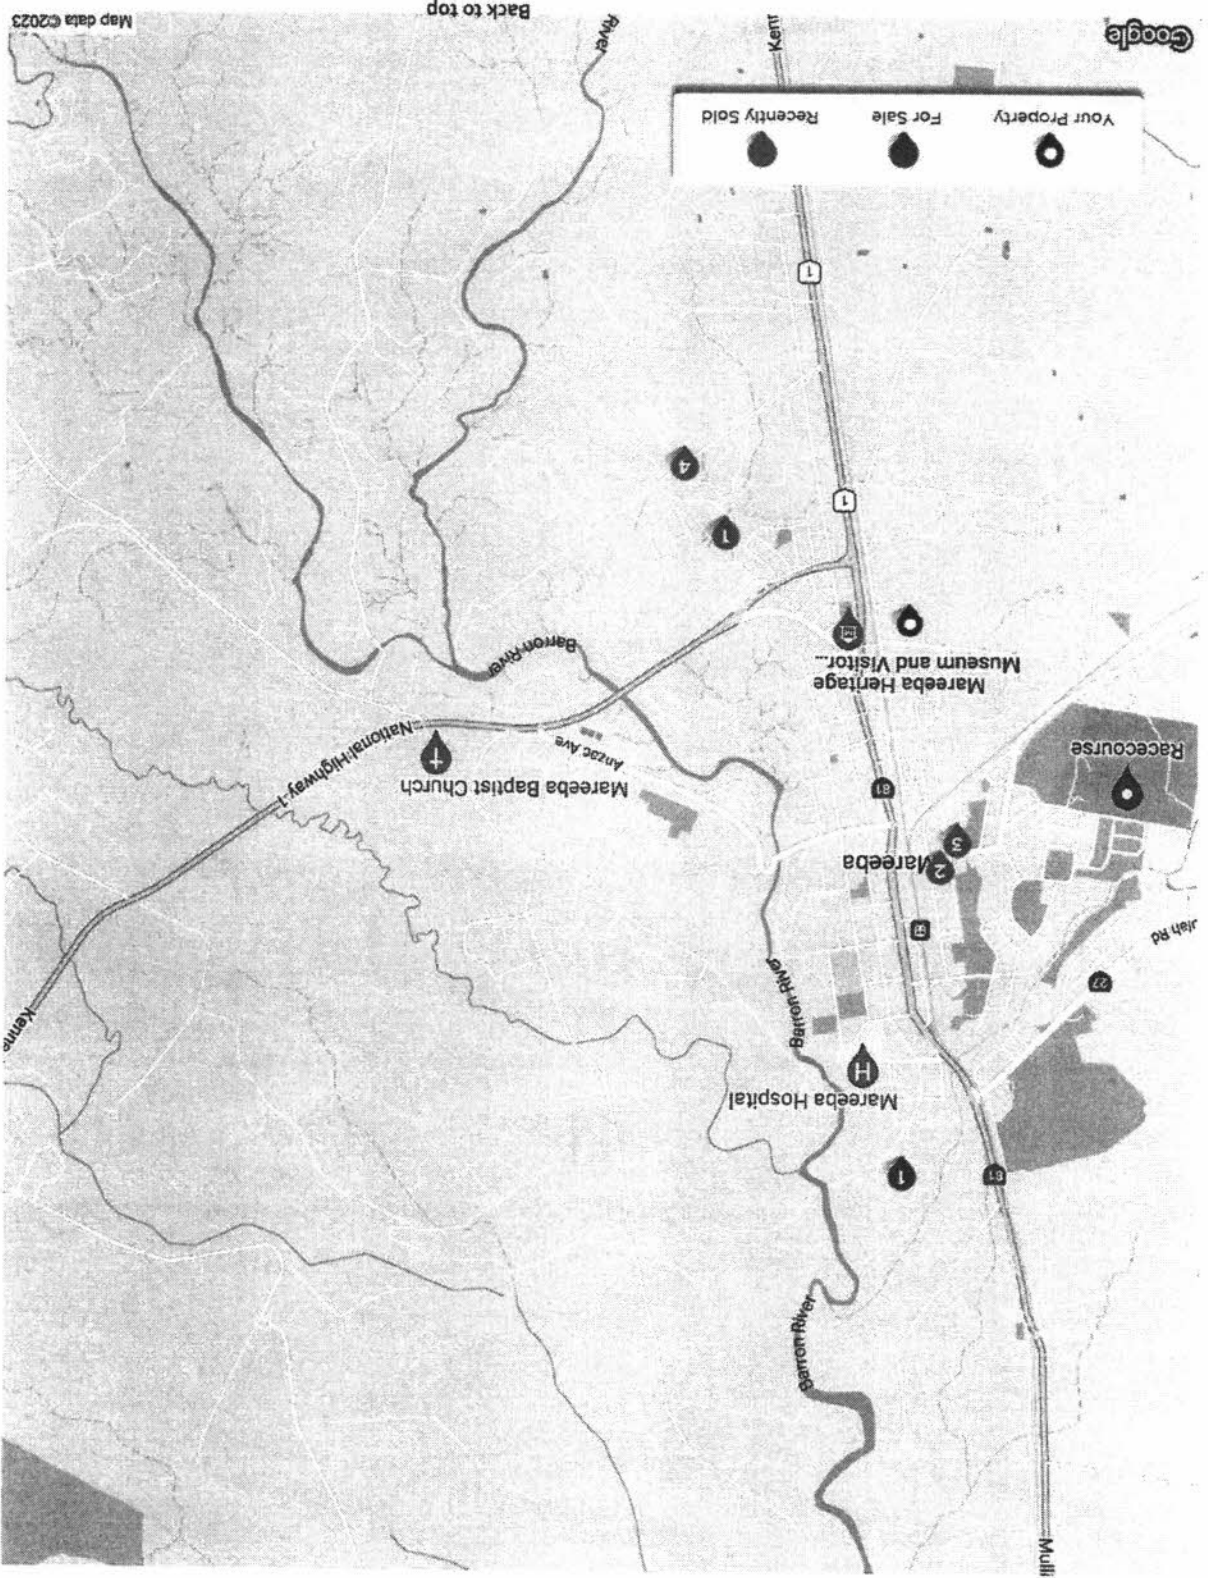 Mulli
Barron River
81
1
Mareeba Hospital
H
27
ulah Rd
Barron River
Kenne
Mareeba
2
3
81
Racecourse
Mareeba Baptist Church
Anzac Ave
National Highway 1
Mareeba Heritage
Museum and Visitor...
M
Barron River
1
1
4
1
Your Property
For Sale
Recently Sold
Kenn
River
Google
Back to top
Map data ©2023